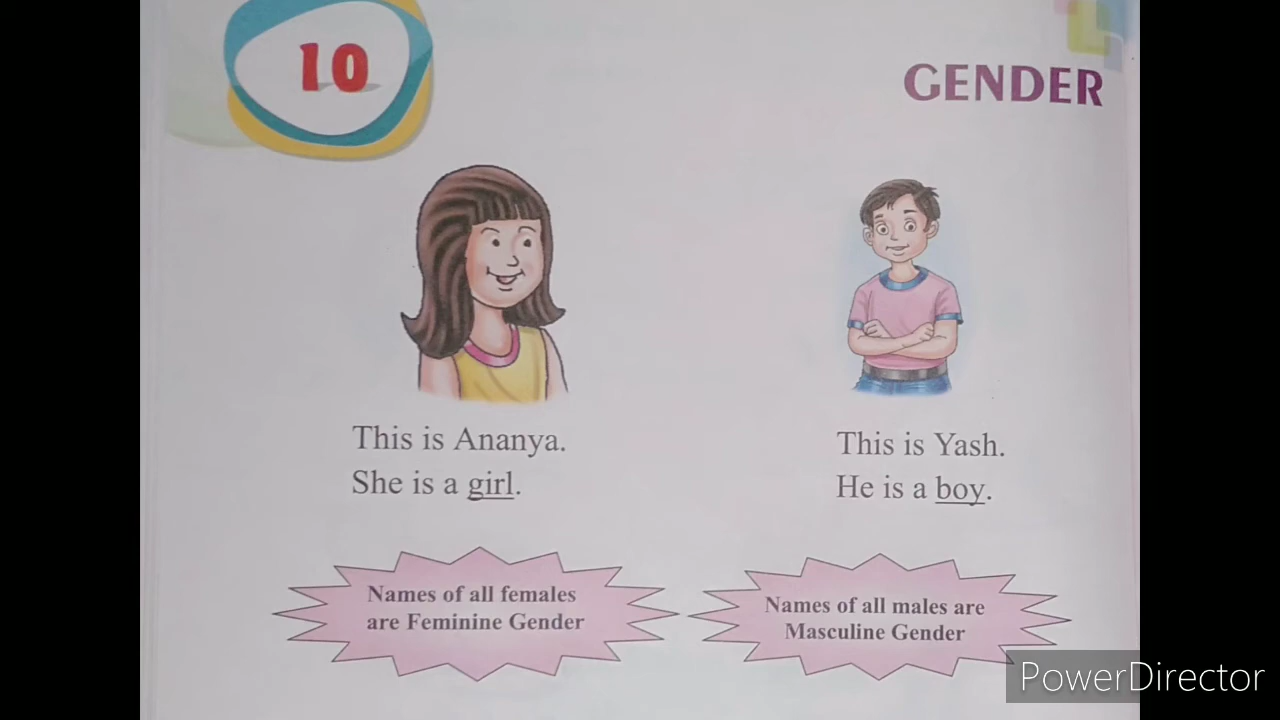 10
GENDER
This is Ananya.
She is a girl.
This is Yash.
He is a boy.
Names of all females
are Feminine Gender
Names of all males are
Masculine Gender
PowerDirector